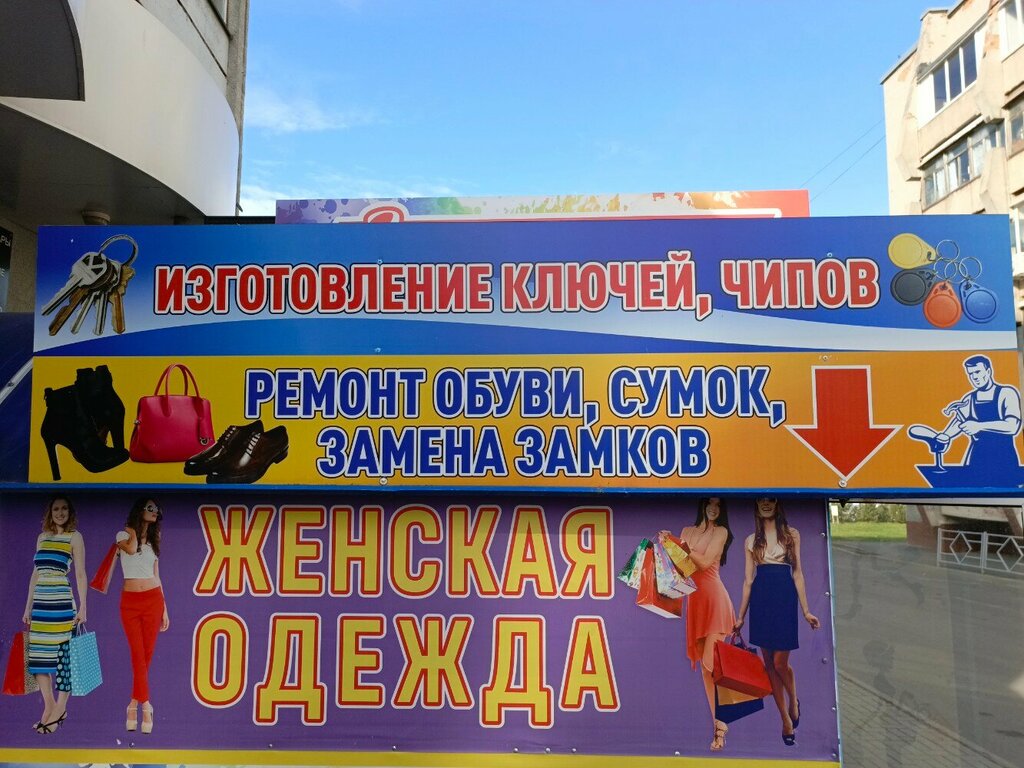 ИЗГОТОВЛЕНИЕ КЛЮЧЕЙ, ЧИПОВ
РЕМОНТ ОБУВИ, СУМОК,
ЗАМЕНА ЗАМКОВ
ЖЕНСКАЯ
ОДЕЖДА